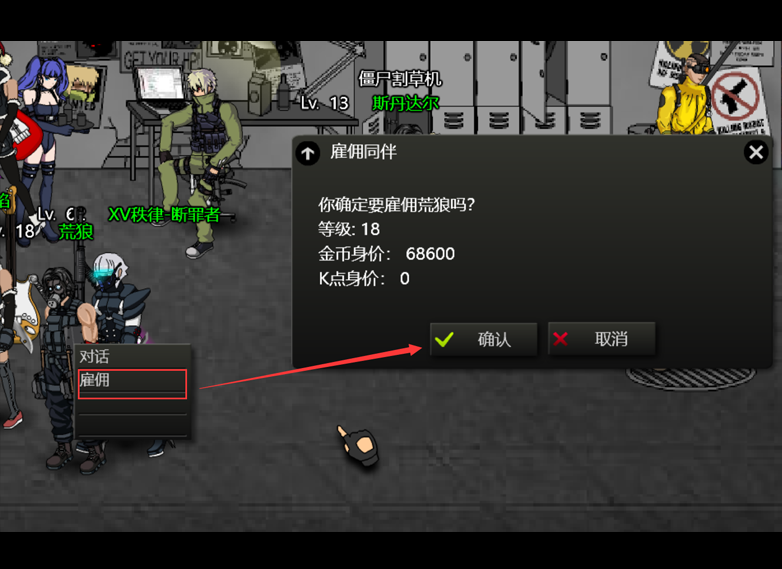 GET YOUR HP!
僵尸割草机
Lv. 13
斯丹达尔
雇佣同伴
你确定要雇佣荒狼吗?
等级: 18
金币身价: 68600
K点身价: 0
确认
取消
Lv. 6
XV秩律-断罪者
18
荒狼
对话
雇佣
KILLING ROBOT